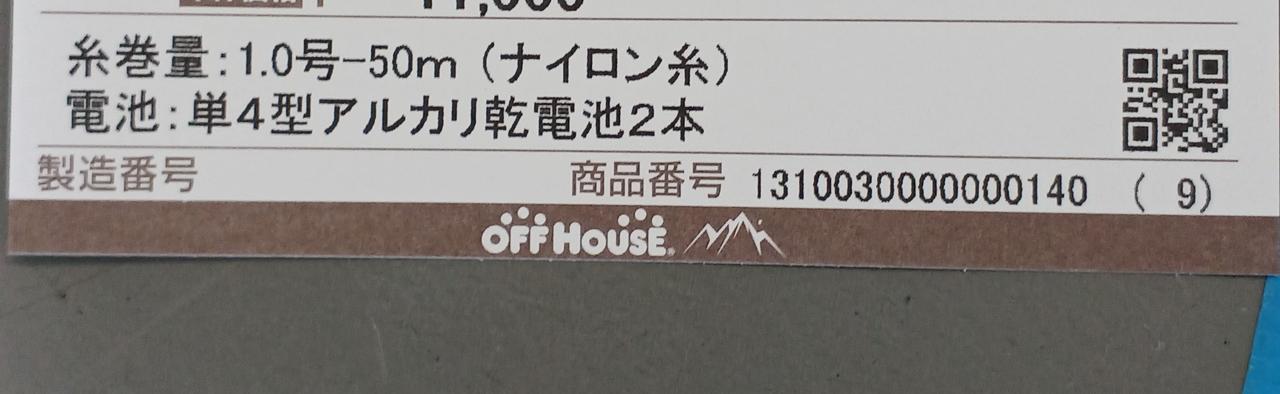 糸巻量:1.0号-50m(ナイロン糸)
電池:単4型アルカリ乾電池2本
製造番号 商品番号 1310030000000140 ( 9)
OFF HOUSE